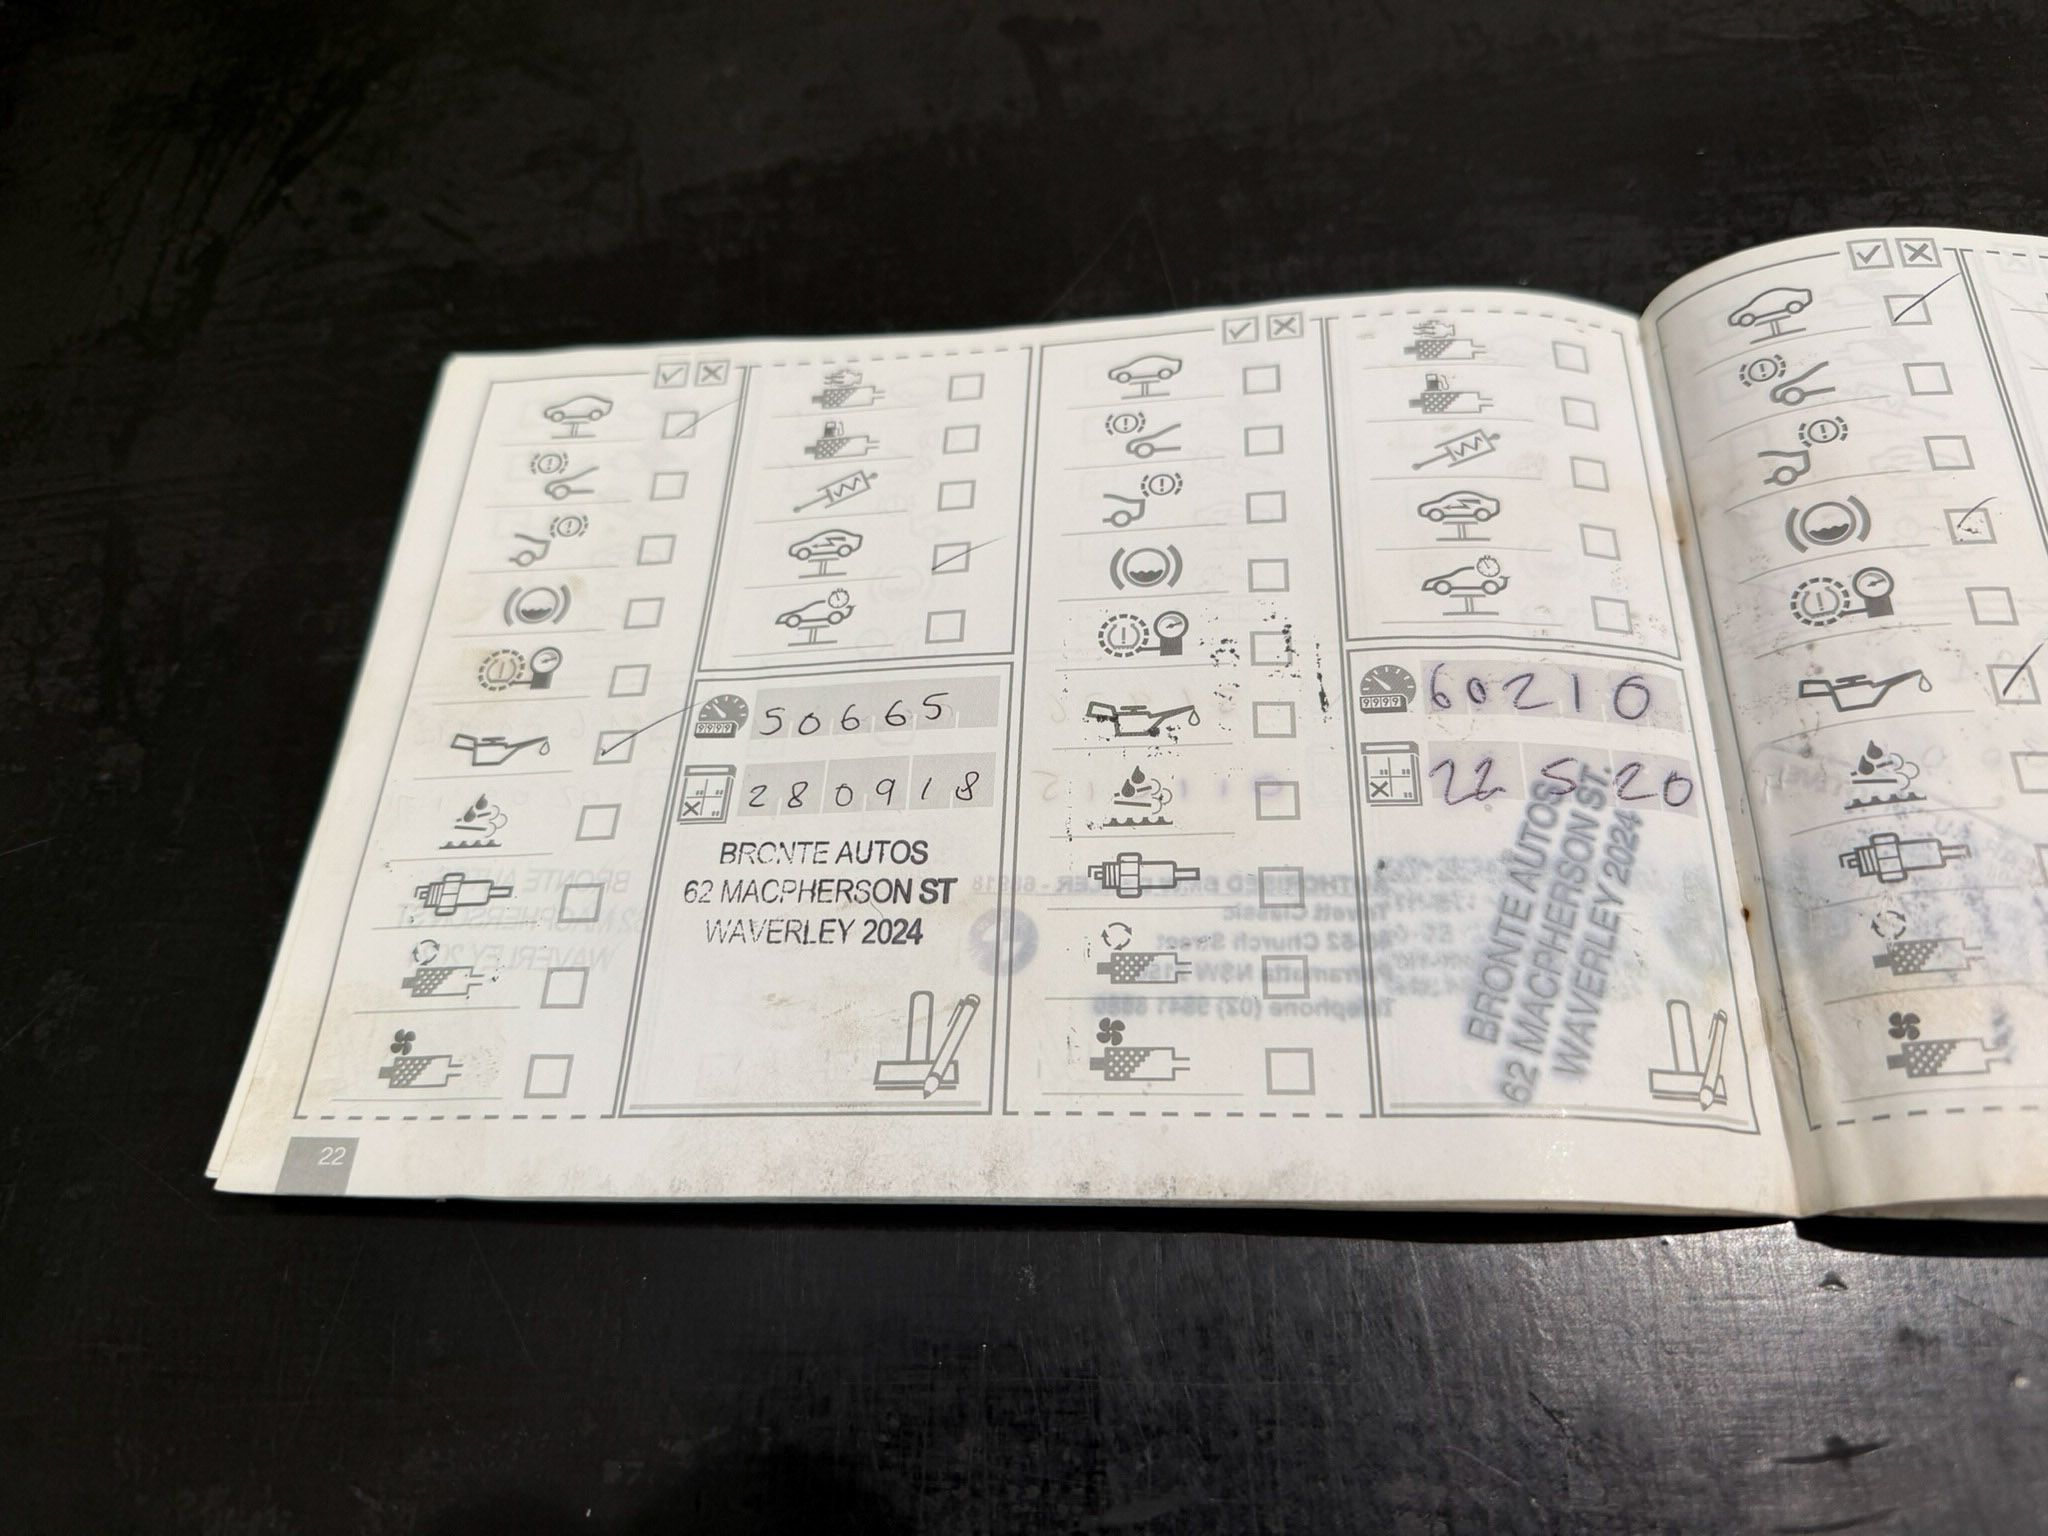 50665
280918
BRONTE AUTOS
62 MACPHERSON ST
WAVERLEY 2024
60210
22 5 20
BRONTE AUTOS
62 MACPHERSON ST.
WAVERLEY 2024
22